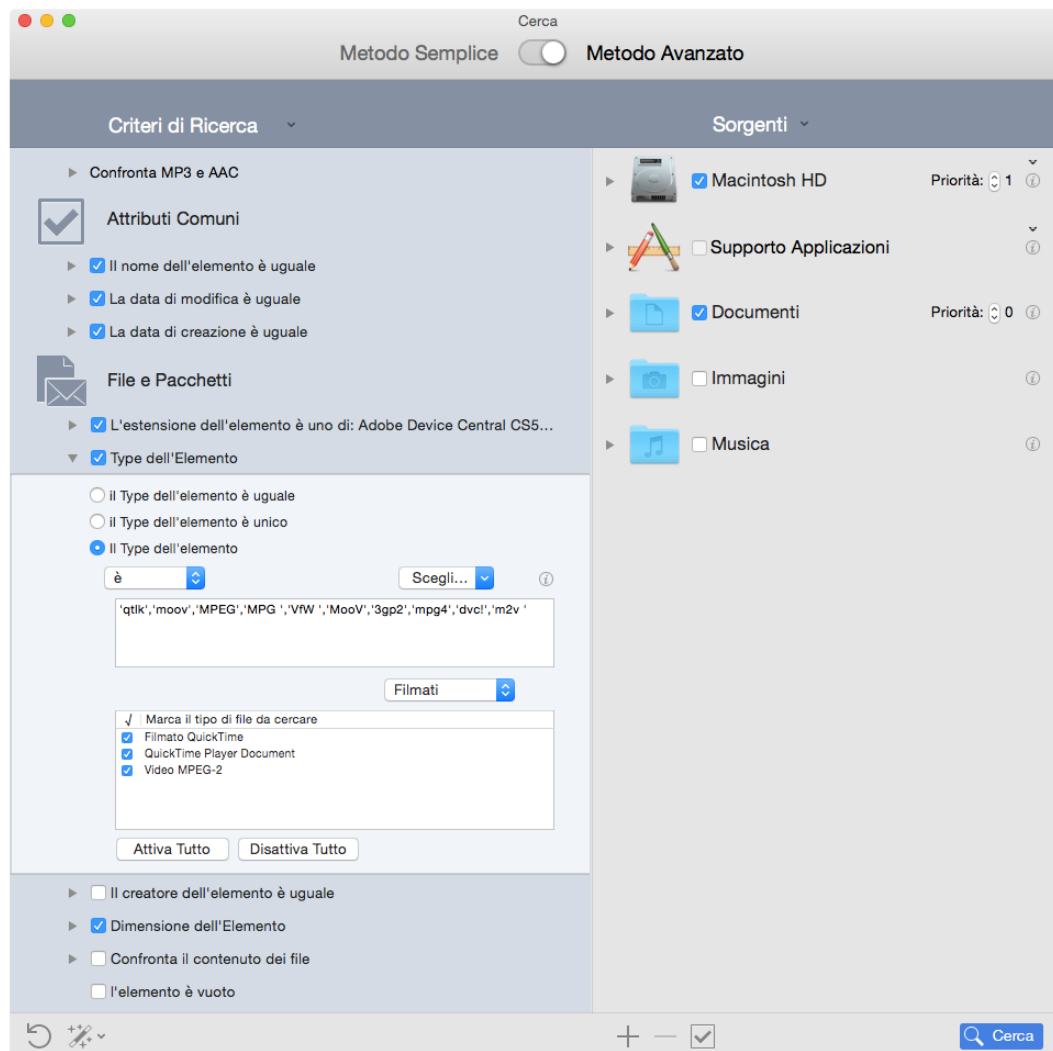 Cerca
Metodo Semplice Metodo Avanzato
Criteri di Ricerca
Sorgenti
Confronta MP3 e AAC
Attributi Comuni
Il nome dell'elemento è uguale
La data di modifica è uguale
La data di creazione è uguale
File e Pacchetti
L'estensione dell'elemento è uno di: Adobe Device Central CS5...
Type dell'Elemento
il Type dell'elemento è uguale
il Type dell'elemento è unico
Il Type dell'elemento
è
Scegli...
'qtlk','moov','MPEG','MPG ','VfW ','MooV','3gp2','mpg4','dvc!','m2v '
Filmati
√ Marca il tipo di file da cercare
Filmato QuickTime
QuickTime Player Document
Video MPEG-2
Attiva Tutto Disattiva Tutto
Il creatore dell'elemento è uguale
Dimensione dell'Elemento
Confronta il contenuto dei file
l'elemento è vuoto
Macintosh HD Priorità: 1
Supporto Applicazioni
Documenti Priorità: 0
Immagini
Musica
Cerca